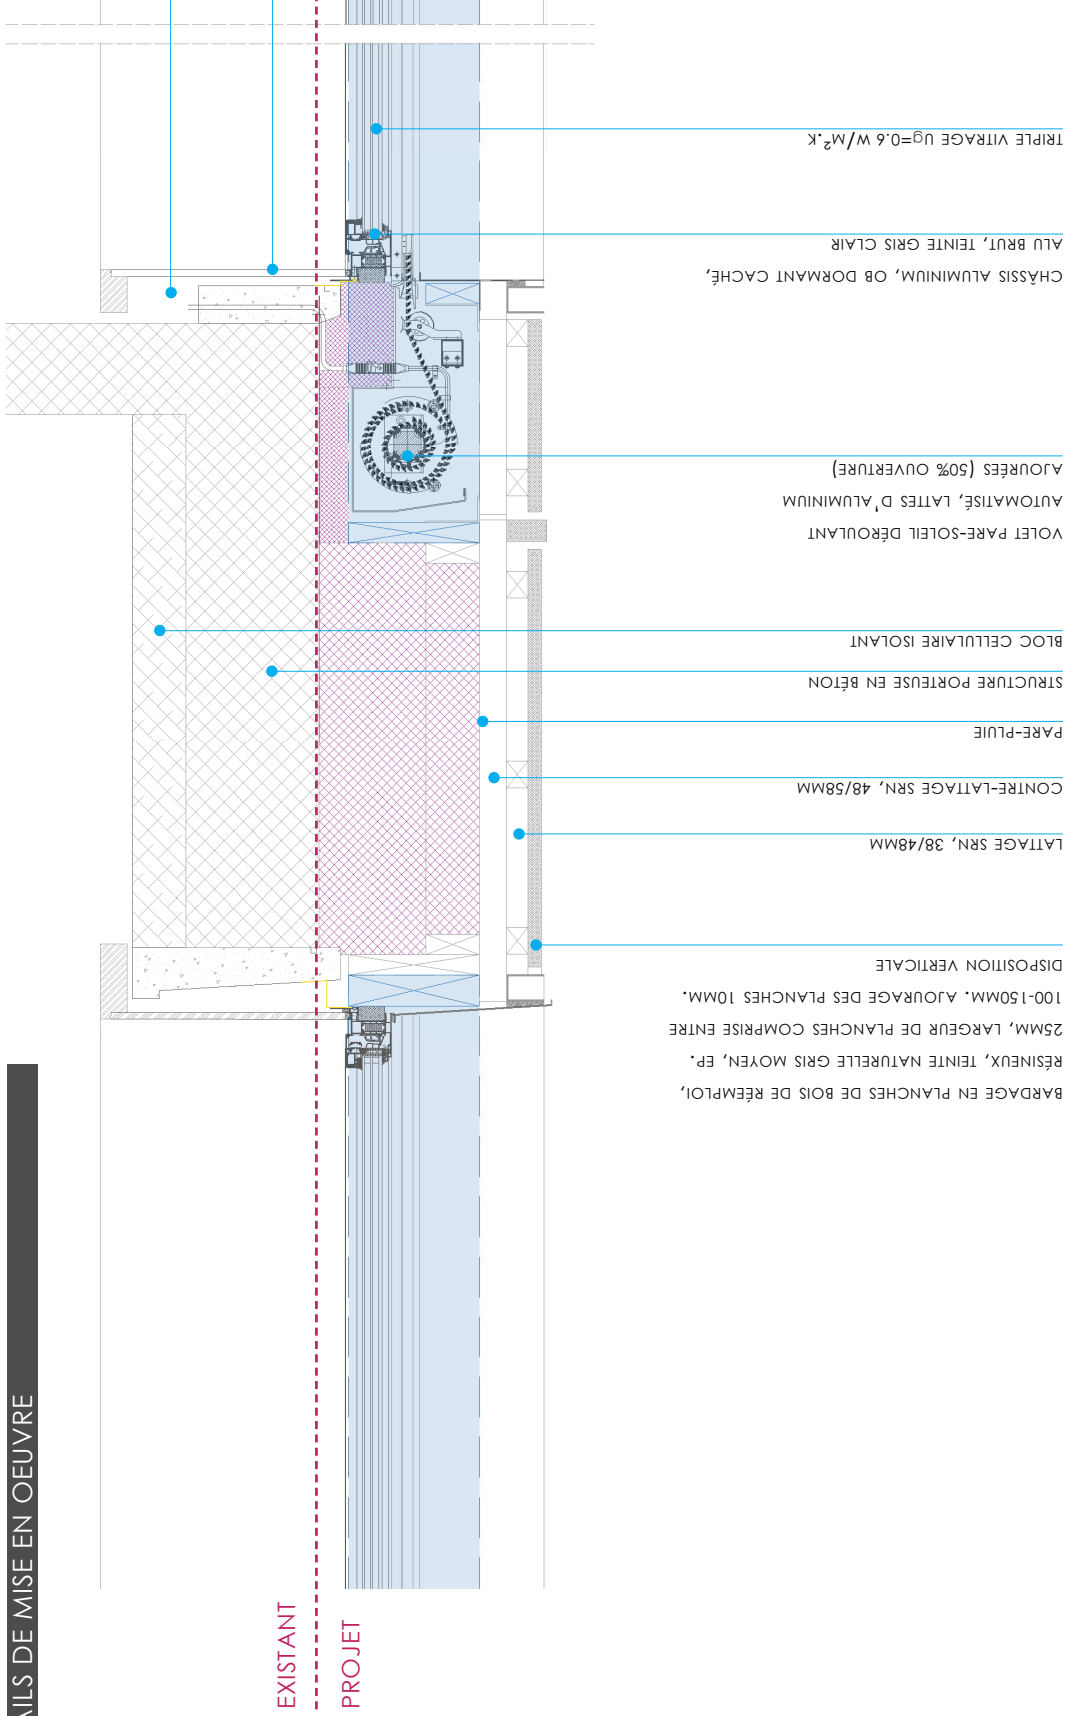 TRIPLE VITRAGE Ug=0.6 W/M².K
CHÂSSIS ALUMINIUM, OB DORMANT CACHÉ,
ALU BRUT, TEINTE GRIS CLAIR
VOLET PARE-SOLEIL DÉROULANT
AUTOMATISÉ, LATTES D'ALUMINIUM
AJOURÉES (50% OUVERTURE)
BLOC CELLULAIRE ISOLANT
STRUCTURE PORTEUSE EN BÉTON
PARE-PLUIE
CONTRE-LATTAGE SRN, 48/58MM
LATTAGE SRN, 38/48MM
BARDAGE EN PLANCHES DE BOIS DE RÉEMPLOI,
RÉSINEUX, TEINTE NATURELLE GRIS MOYEN, EP.
25MM, LARGEUR DE PLANCHES COMPRISE ENTRE
100-150MM. AJOURAGE DES PLANCHES 10MM.
DISPOSITION VERTICALE
AILS DE MISE EN OEUVRE
EXISTANT
PROJET